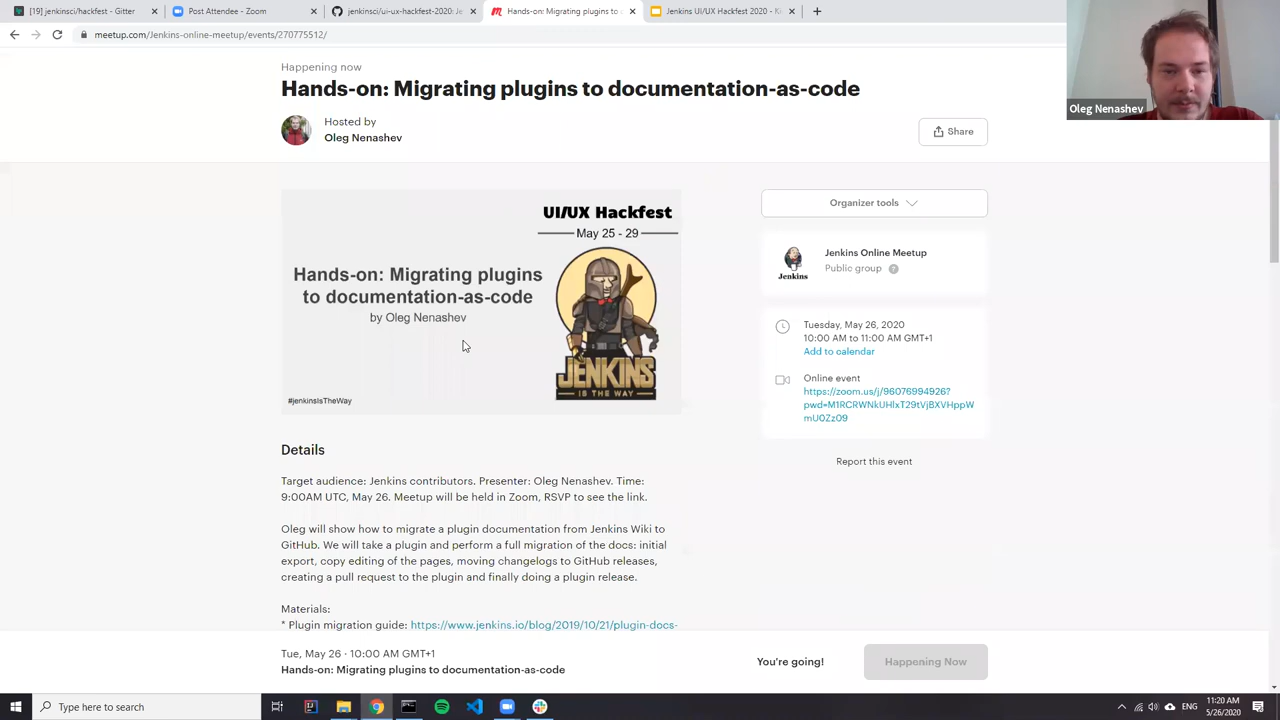 [19] jenkinsci/hackfest - Gitter
Post Attendee - Zoom
jenkinsci/ui-ux-hackfest-2020: Je
Hands-on: Migrating plugins to
Jenkins UI/UX Hackfest 2020 - Ki
meetup.com/Jenkins-online-meetup/events/270775512/
Oleg Nenashev
Happening now
Hands-on: Migrating plugins to documentation-as-code
Hosted by
Oleg Nenashev
Share
UI/UX Hackfest
May 25 - 29
Hands-on: Migrating plugins
to documentation-as-code
by Oleg Nenashev
JENKINS
IS THE WAY
#jenkinsIsTheWay
Organizer tools
Jenkins
Jenkins Online Meetup
Public group ?
Tuesday, May 26, 2020
10:00 AM to 11:00 AM GMT+1
Add to calendar
Online event
https://zoom.us/j/96076994926?
pwd=M1RCRWNkUHlxT29tVjBXVHppW
mU0Zz09
Report this event
Details
Target audience: Jenkins contributors. Presenter: Oleg Nenashev. Time:
9:00AM UTC, May 26. Meetup will be held in Zoom, RSVP to see the link.
Oleg will show how to migrate a plugin documentation from Jenkins Wiki to
GitHub. We will take a plugin and perform a full migration of the docs: initial
export, copy editing of the pages, moving changelogs to GitHub releases,
creating a pull request to the plugin and finally doing a plugin release.
Materials:
* Plugin migration guide: https://www.jenkins.io/blog/2019/10/21/plugin-docs-
Tue, May 26 · 10:00 AM GMT+1
Hands-on: Migrating plugins to documentation-as-code
You're going!
Happening Now
Type here to search
ENG
11:20 AM
5/26/2020